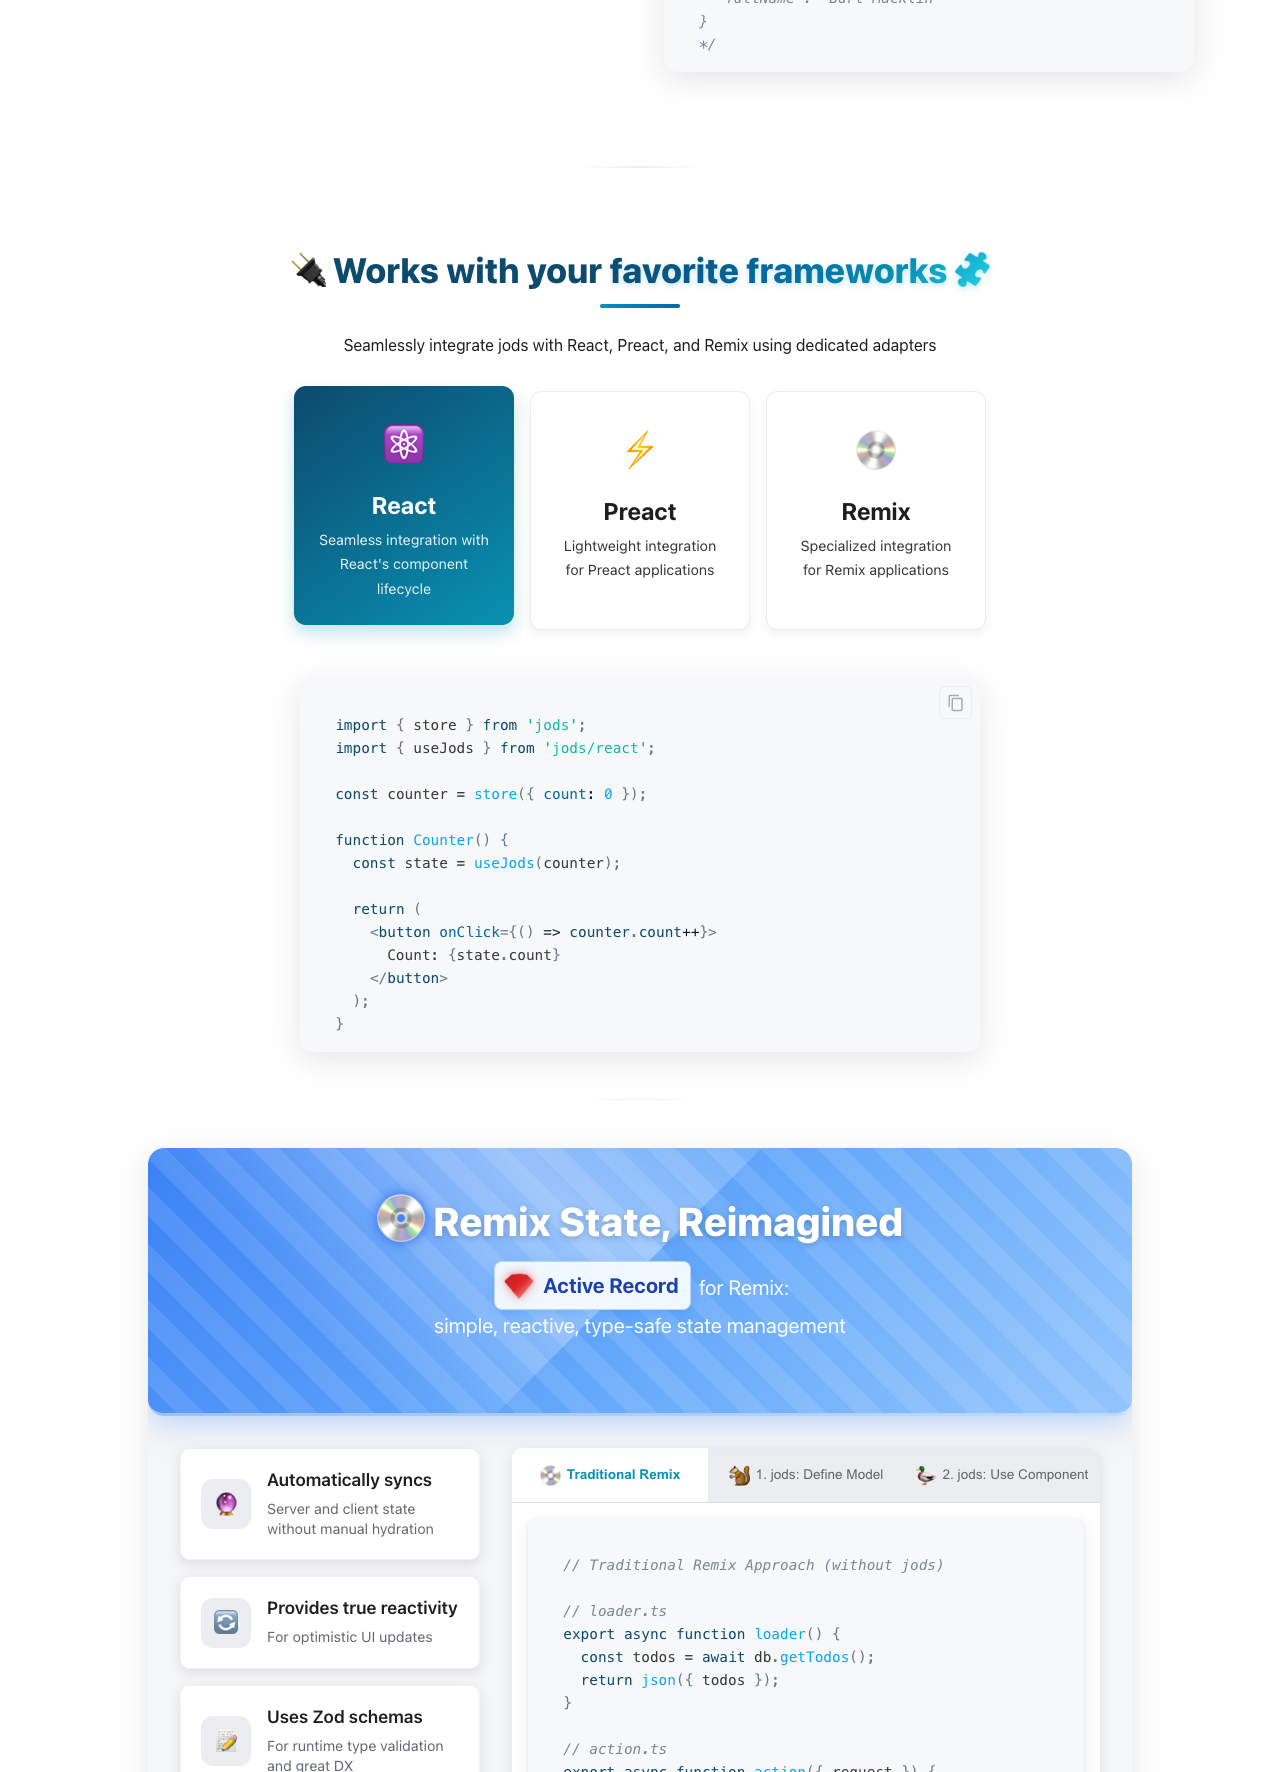 }
*/
Works with your favorite frameworks
Seamlessly integrate jods with React, Preact, and Remix using dedicated adapters
React
Seamless integration with
React's component
lifecycle
Preact
Lightweight integration
for Preact applications
Remix
Specialized integration
for Remix applications
import { store } from 'jods';
import { useJods } from 'jods/react';
const counter = store({ count: 0 });
function Counter() {
  const state = useJods(counter);
  return (
    <button onClick={() => counter.count++}>
      Count: {state.count}
    </button>
  );
}
Remix State, Reimagined
Active Record for Remix:
simple, reactive, type-safe state management
Automatically syncs
Server and client state
without manual hydration
Provides true reactivity
For optimistic UI updates
Uses Zod schemas
For runtime type validation
and great DX
Traditional Remix
1. jods: Define Model
2. jods: Use Component
// Traditional Remix Approach (without jods)
// loader.ts
export async function loader() {
  const todos = await db.getTodos();
  return json({ todos });
}
// action.ts
export async function action({ request }) {